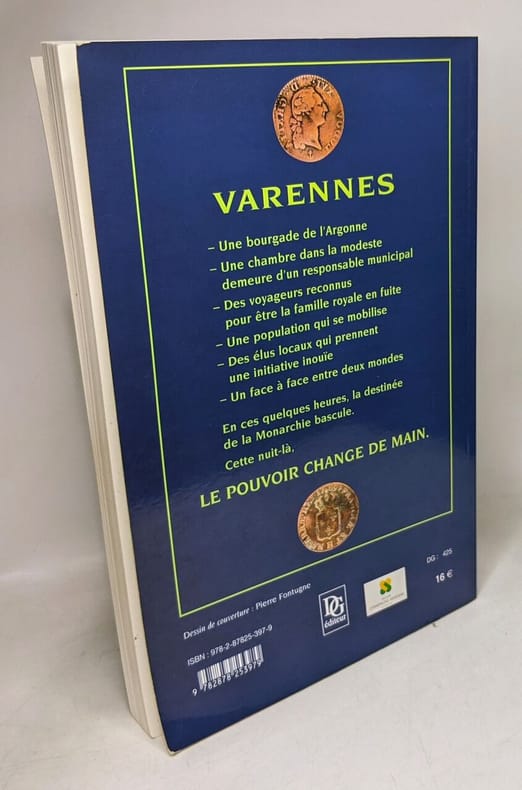 VARENNES
– Une bourgade de l'Argonne
– Une chambre dans la modeste
demeure d'un responsable municipal
– Des voyageurs reconnus
pour être la famille royale en fuite
– Une population qui se mobilise
– Des élus locaux qui prennent
une initiative inouïe
– Un face à face entre deux mondes
En ces quelques heures, la destinée
de la Monarchie bascule.
Cette nuit-là,
LE POUVOIR CHANGE DE MAIN.
Dessin de couverture : Pierre Fontugne
DG
éditeur
DG : 425
16 €
ISBN : 978-2-87825-397-9
9 782878 253979